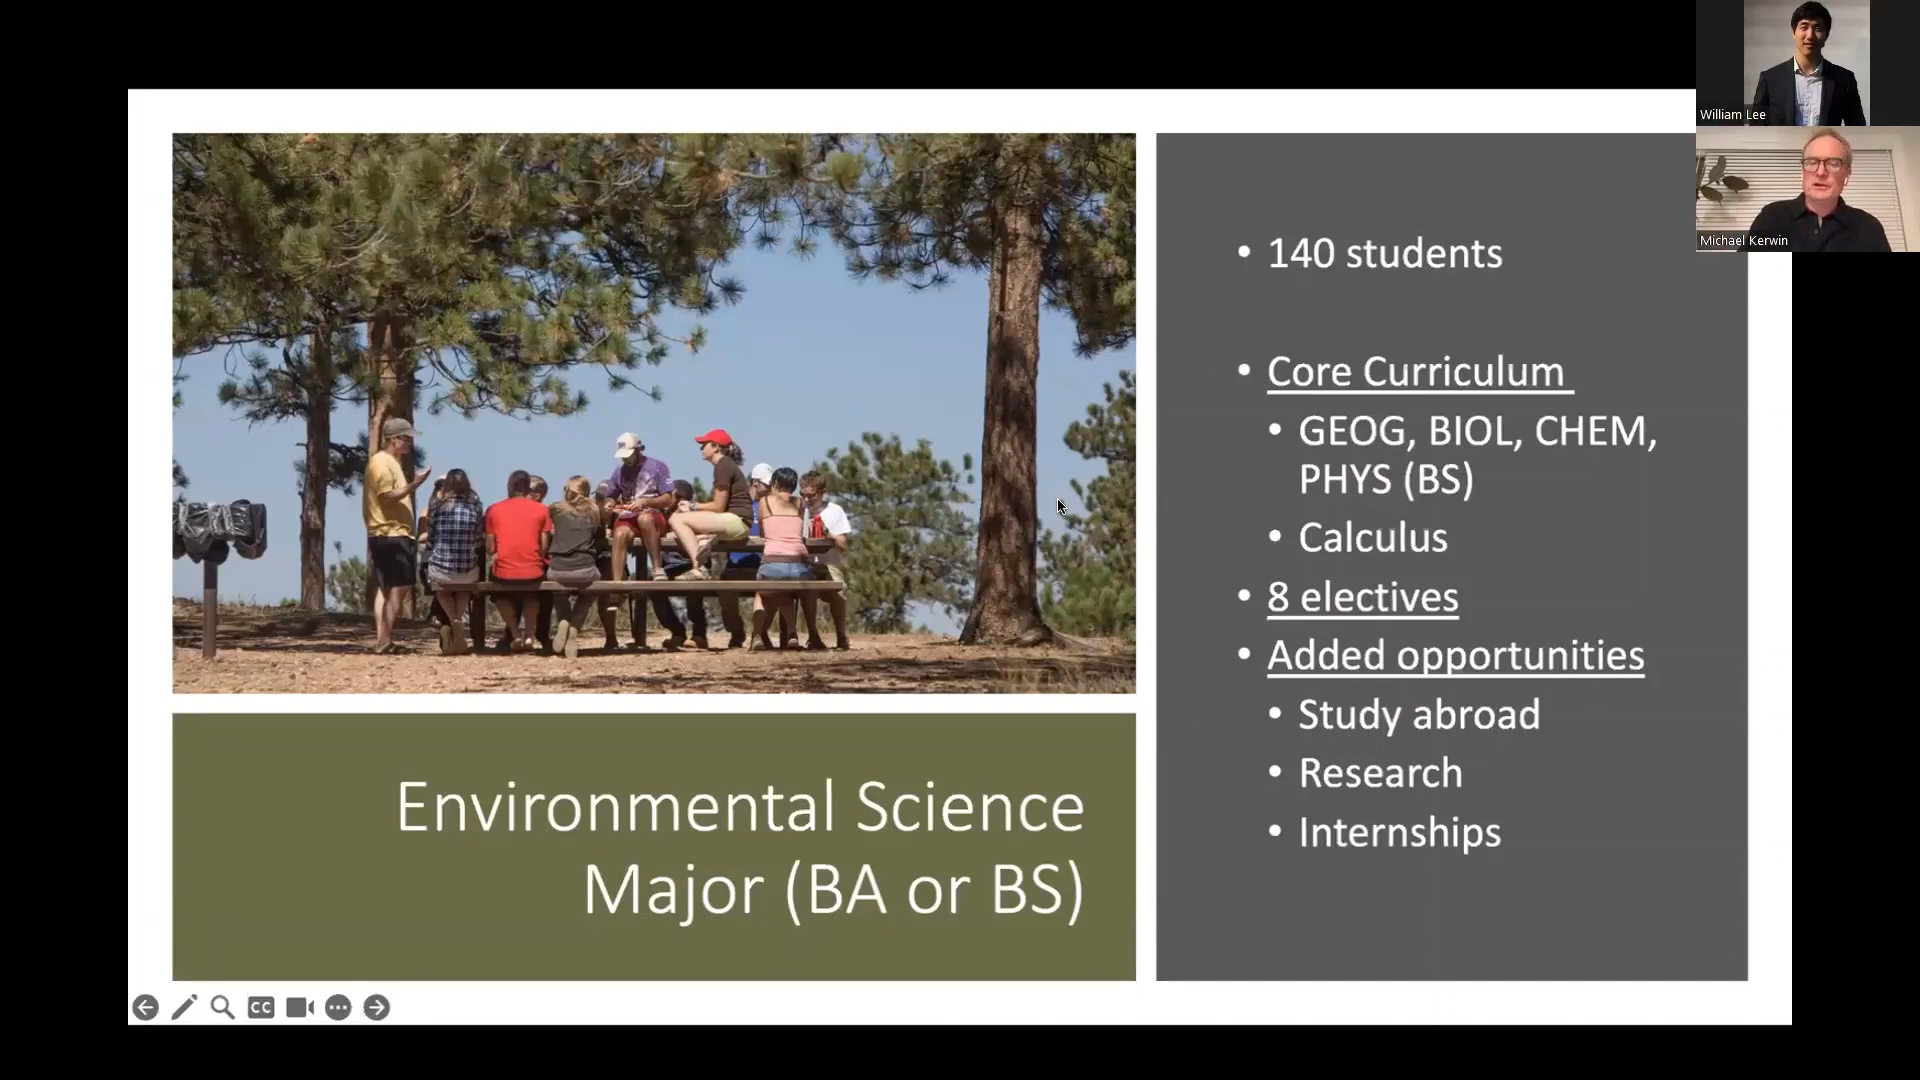 William Lee
Michael Kerwin
• 140 students
• Core Curriculum
• GEOG, BIOL, CHEM,
PHYS (BS)
• Calculus
• 8 electives
• Added opportunities
• Study abroad
• Research
• Internships
Environmental Science
Major (BA or BS)
CC